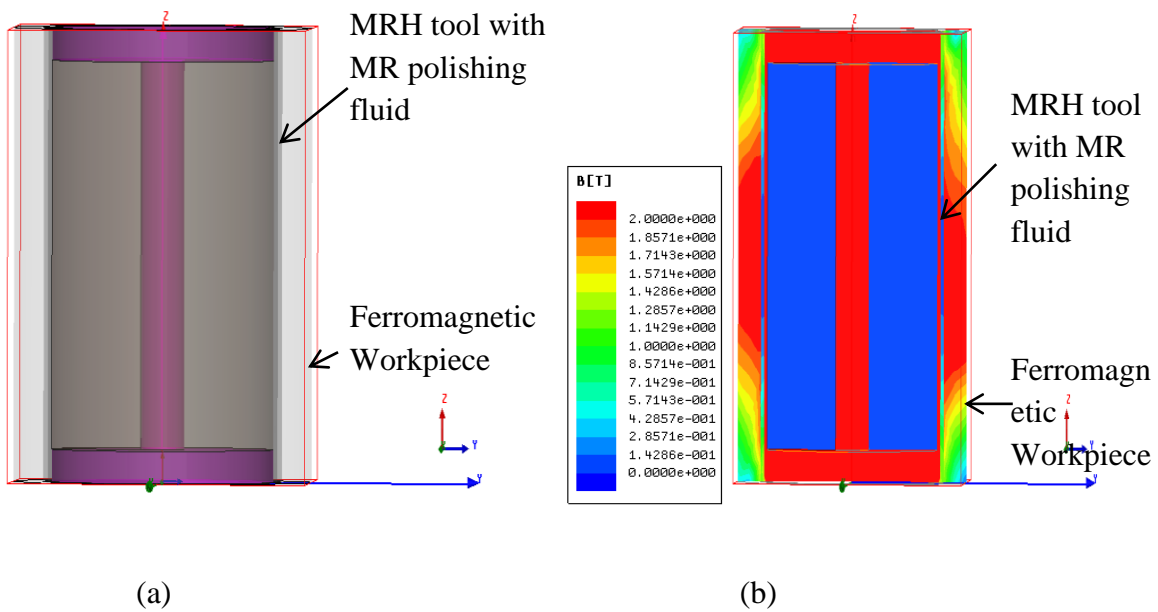 Z
MRH tool with
MR polishing
fluid
Ferromagnetic
Workpiece
Z
Y
Y
(a)
Z
B[T]
2.0000e+000
1.8571e+000
1.7143e+000
1.5714e+000
1.4286e+000
1.2857e+000
1.1429e+000
1.0000e+000
8.5714e-001
7.1429e-001
5.7143e-001
4.2857e-001
2.8571e-001
1.4286e-001
0.0000e+000
MRH tool
with MR
polishing
fluid
Ferromagn
etic
Workpiece
Z
Y
Y
(b)